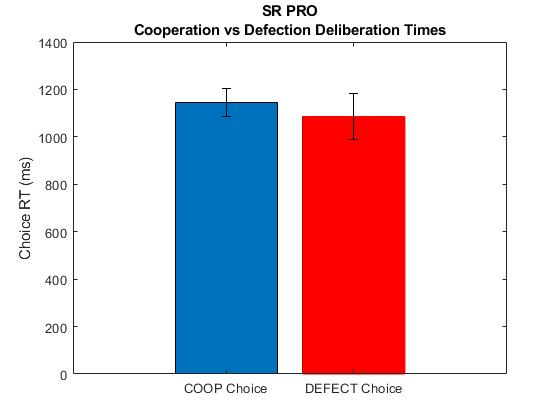 SR PRO
Cooperation vs Defection Deliberation Times
1400
1200
1000
800
600
400
200
0
Choice RT (ms)
COOP Choice
DEFECT Choice